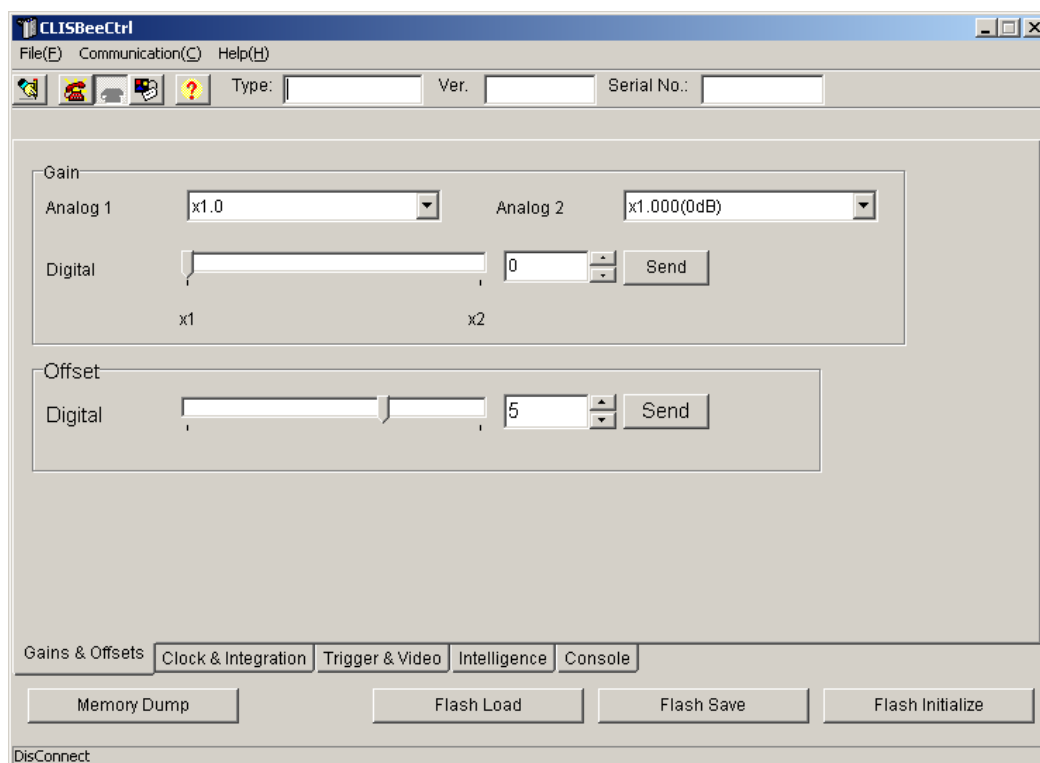 CLISBeeCtrl
File(F) Communication(C) Help(H)
Type: Ver. Serial No.:
Gain
Analog 1 x1.0 Analog 2 x1.000(0dB)
Digital 0 Send
x1 x2
Offset
Digital 5 Send
Gains & Offsets Clock & Integration Trigger & Video Intelligence Console
Memory Dump Flash Load Flash Save Flash Initialize
DisConnect